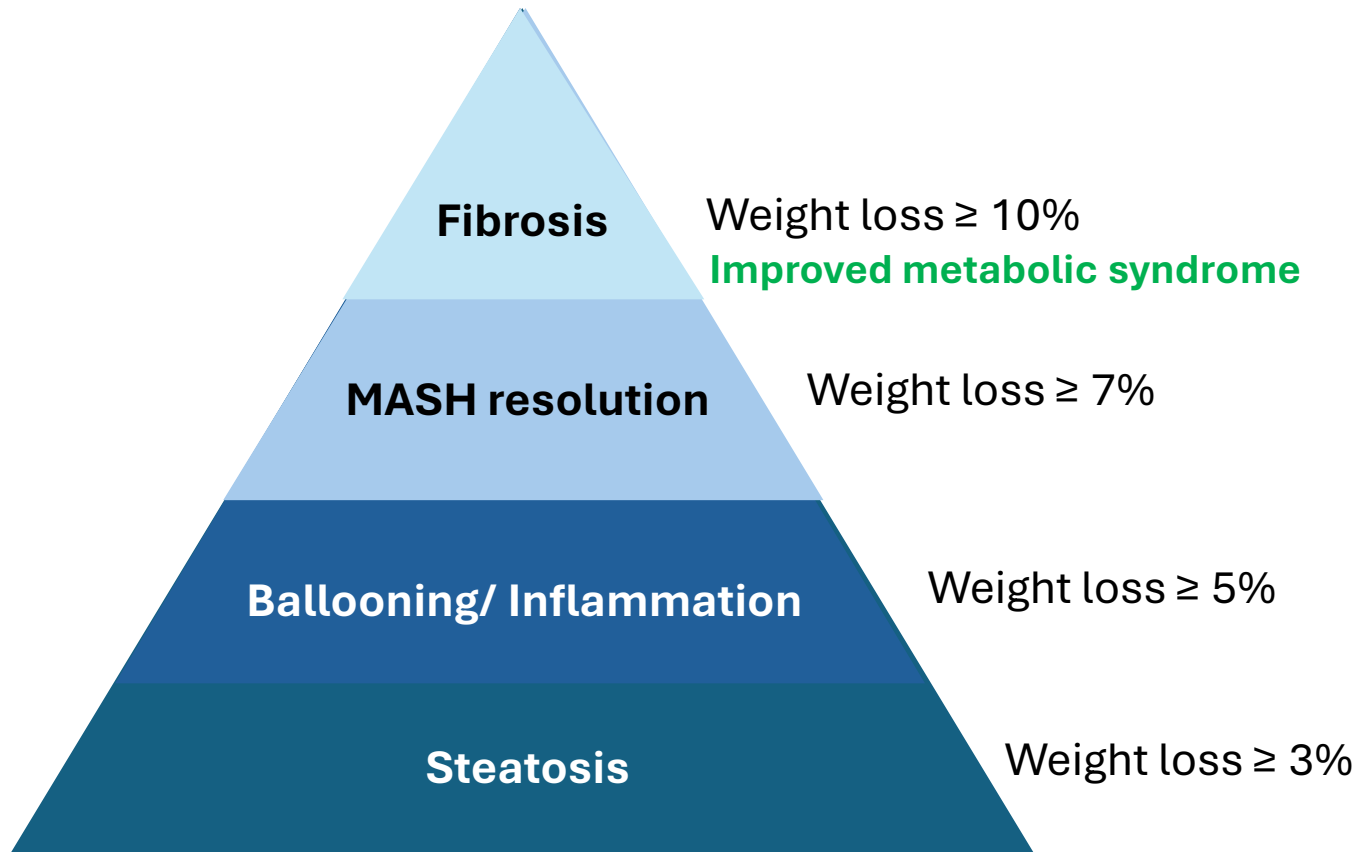 Fibrosis
Weight loss ≥ 10%
Improved metabolic syndrome
MASH resolution
Weight loss ≥ 7%
Ballooning/ Inflammation
Weight loss ≥ 5%
Steatosis
Weight loss ≥ 3%